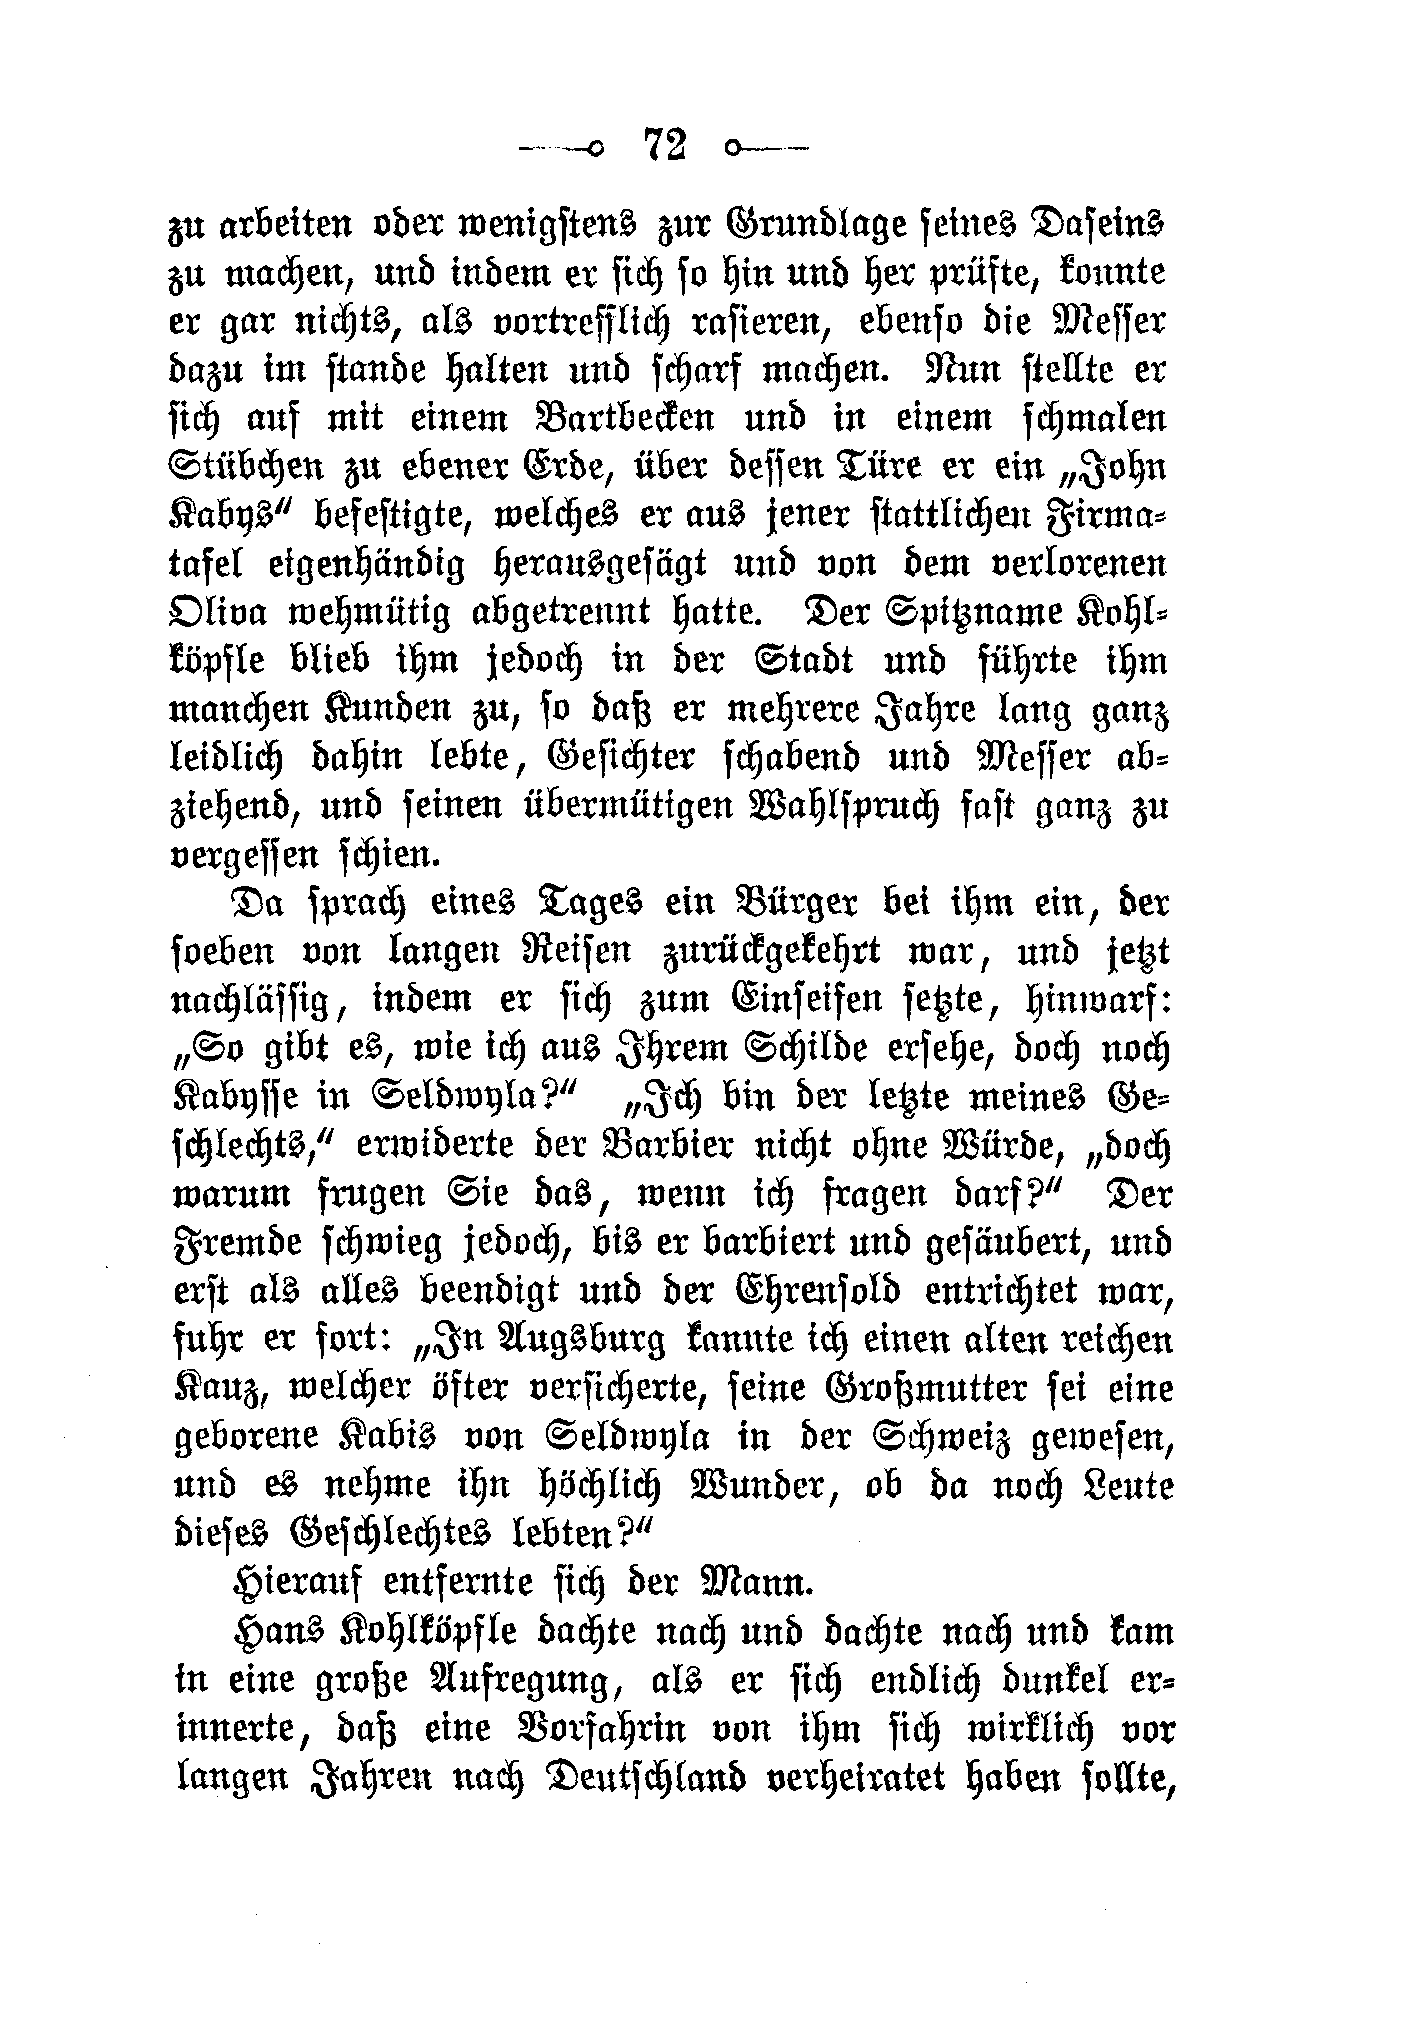 72
zu arbeiten oder wenigstens zur Grundlage seines Daseins
zu machen, und indem er sich so hin und her prüfte, konnte
er gar nichts, als vortrefflich rasieren, ebenso die Messer
dazu im stande halten und scharf machen. Nun stellte er
sich auf mit einem Bartbecken und in einem schmalen
Stübchen zu ebener Erde, über dessen Türe er ein „John
Kabys“ befestigte, welches er aus jener stattlichen Firma-
tafel eigenhändig herausgesägt und von dem verlorenen
Oliva wehmütig abgetrennt hatte. Der Spitzname Kohl-
köpfle blieb ihm jedoch in der Stadt und führte ihm
manchen Kunden zu, so daß er mehrere Jahre lang ganz
leidlich dahin lebte, Gesichter schabend und Messer ab-
ziehend, und seinen übermütigen Wahlspruch fast ganz zu
vergessen schien.
Da sprach eines Tages ein Bürger bei ihm ein, der
soeben von langen Reisen zurückgekehrt war, und jetzt
nachlässig, indem er sich zum Einseifen setzte, hinwarf:
„So gibt es, wie ich aus Ihrem Schilde ersehe, doch noch
Kabysse in Seldwyla?“ „Ich bin der letzte meines Ge-
schlechts,“ erwiderte der Barbier nicht ohne Würde, „doch
warum frugen Sie das, wenn ich fragen darf?“ Der
Fremde schwieg jedoch, bis er barbiert und gesäubert, und
erst als alles beendigt und der Ehrensold entrichtet war,
fuhr er fort: „In Augsburg kannte ich einen alten reichen
Kauz, welcher öfter versicherte, seine Großmutter sei eine
geborene Kabis von Seldwyla in der Schweiz gewesen,
und es nehme ihn höchlich Wunder, ob da noch Leute
dieses Geschlechtes lebten?“
Hierauf entfernte sich der Mann.
Hans Kohlköpfle dachte nach und dachte nach und kam
in eine große Aufregung, als er sich endlich dunkel er-
innerte, daß eine Vorfahrin von ihm sich wirklich vor
langen Jahren nach Deutschland verheiratet haben sollte,